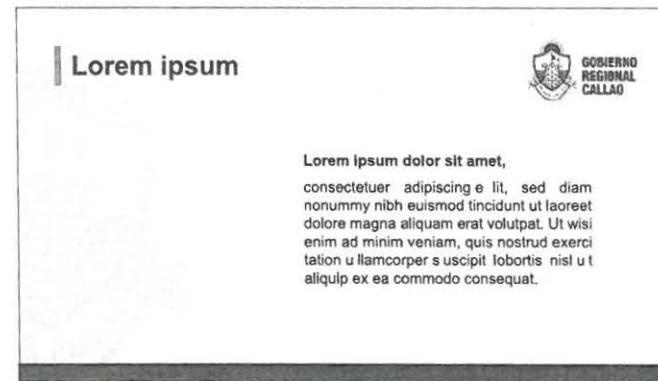 Lorem ipsum
GOBIERNO
REGIONAL
CALLAO
Lorem ipsum dolor sit amet,
consectetuer adipiscing e lit, sed diam
nonummy nibh euismod tincidunt ut laoreet
dolore magna aliquam erat volutpat. Ut wisi
enim ad minim veniam, quis nostrud exerci
tation u llamcorper s uscipit lobortis nisl u t
aliquip ex ea commodo consequat.